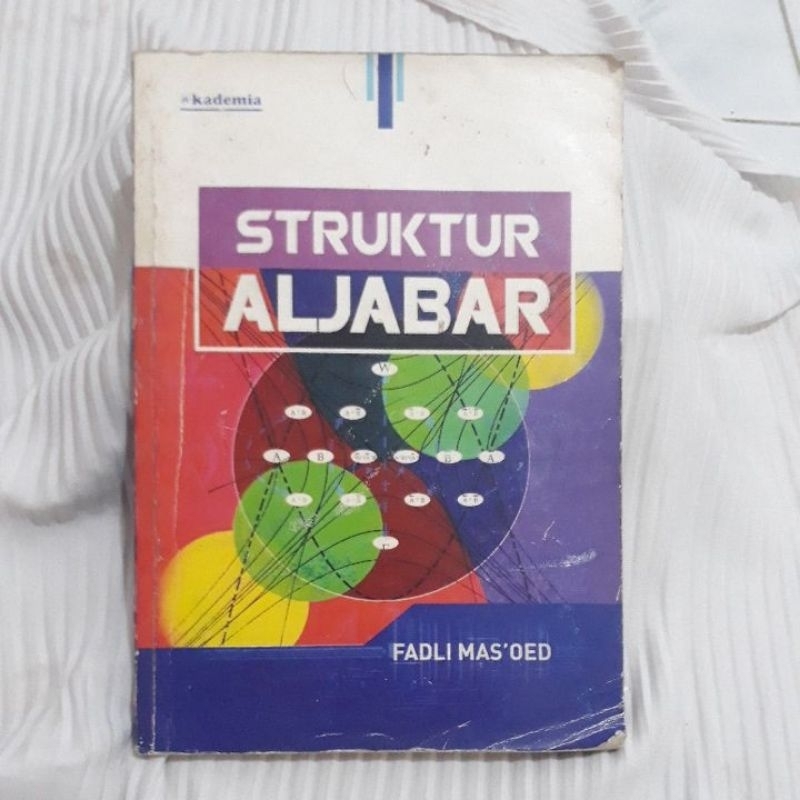 akademia
STRUKTUR
ALJABAR
W
A B B A
F
FADLI MAS'OED